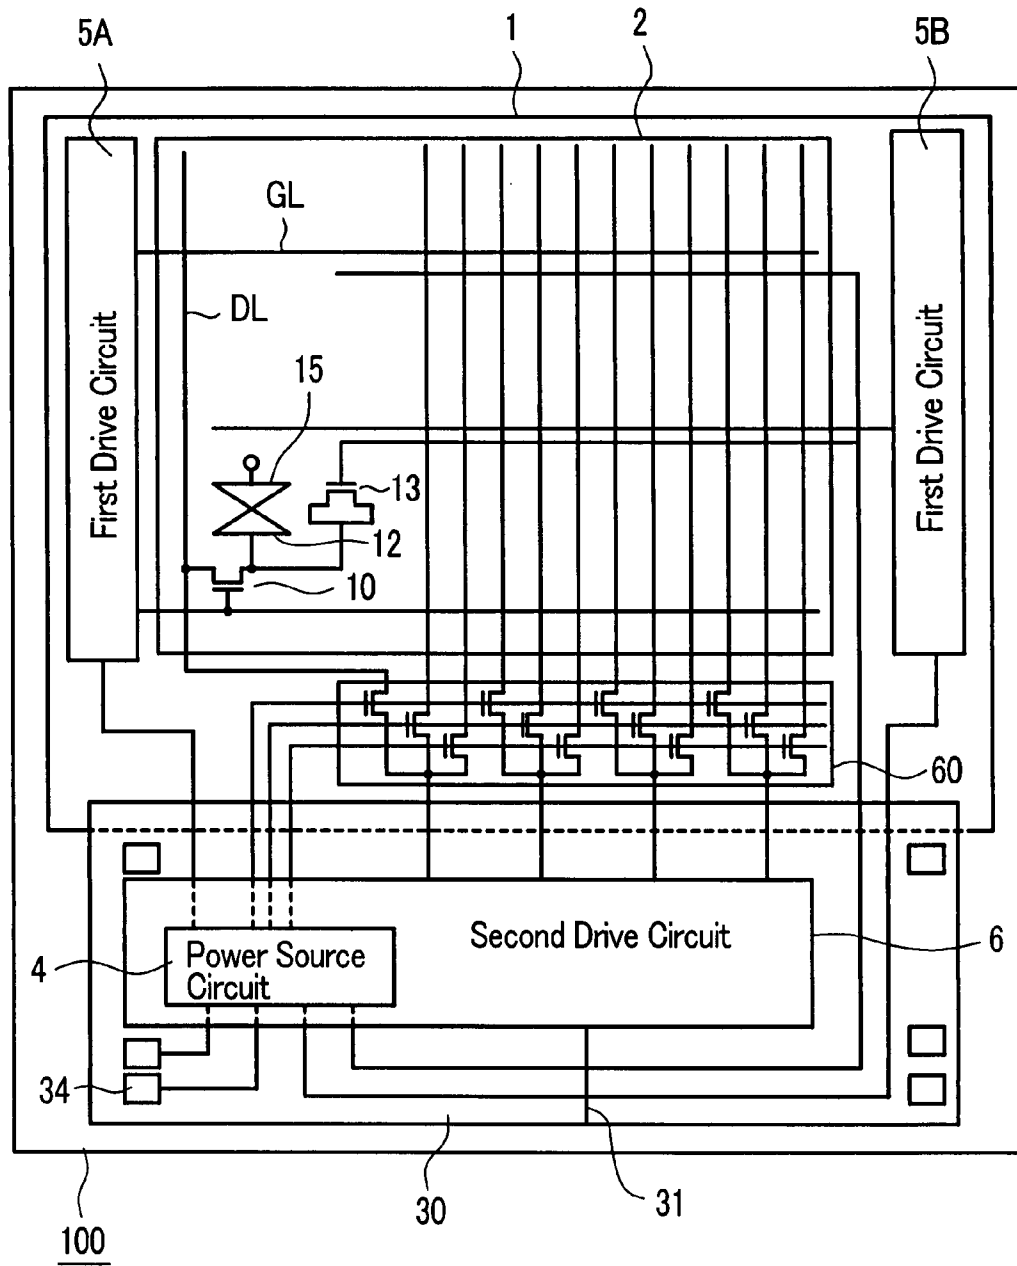 5A
1
2
5B
GL
DL
First Drive Circuit
First Drive Circuit
15
13
12
10
60
Second Drive Circuit
6
4
Power Source
Circuit
34
30
31
100